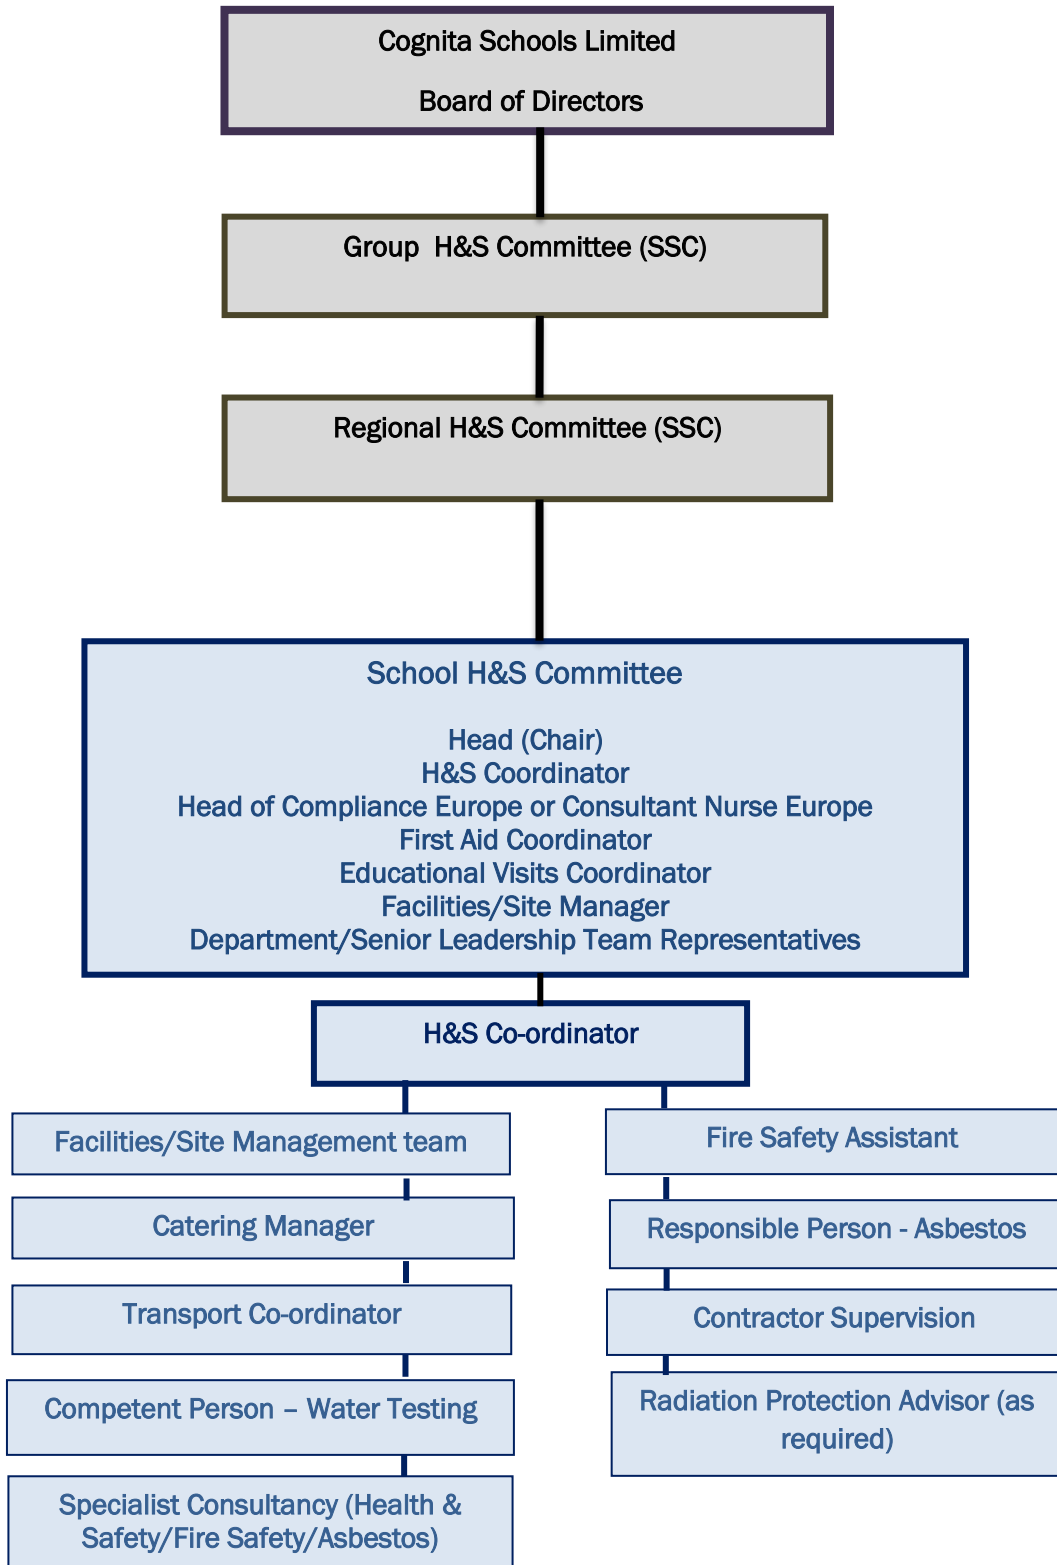 Cognita Schools Limited
Board of Directors
Group H&S Committee (SSC)
Regional H&S Committee (SSC)
School H&S Committee
Head (Chair)
H&S Coordinator
Head of Compliance Europe or Consultant Nurse Europe
First Aid Coordinator
Educational Visits Coordinator
Facilities/Site Manager
Department/Senior Leadership Team Representatives
H&S Co-ordinator
Facilities/Site Management team
Catering Manager
Transport Co-ordinator
Competent Person – Water Testing
Specialist Consultancy (Health &
Safety/Fire Safety/Asbestos)
Fire Safety Assistant
Responsible Person - Asbestos
Contractor Supervision
Radiation Protection Advisor (as
required)